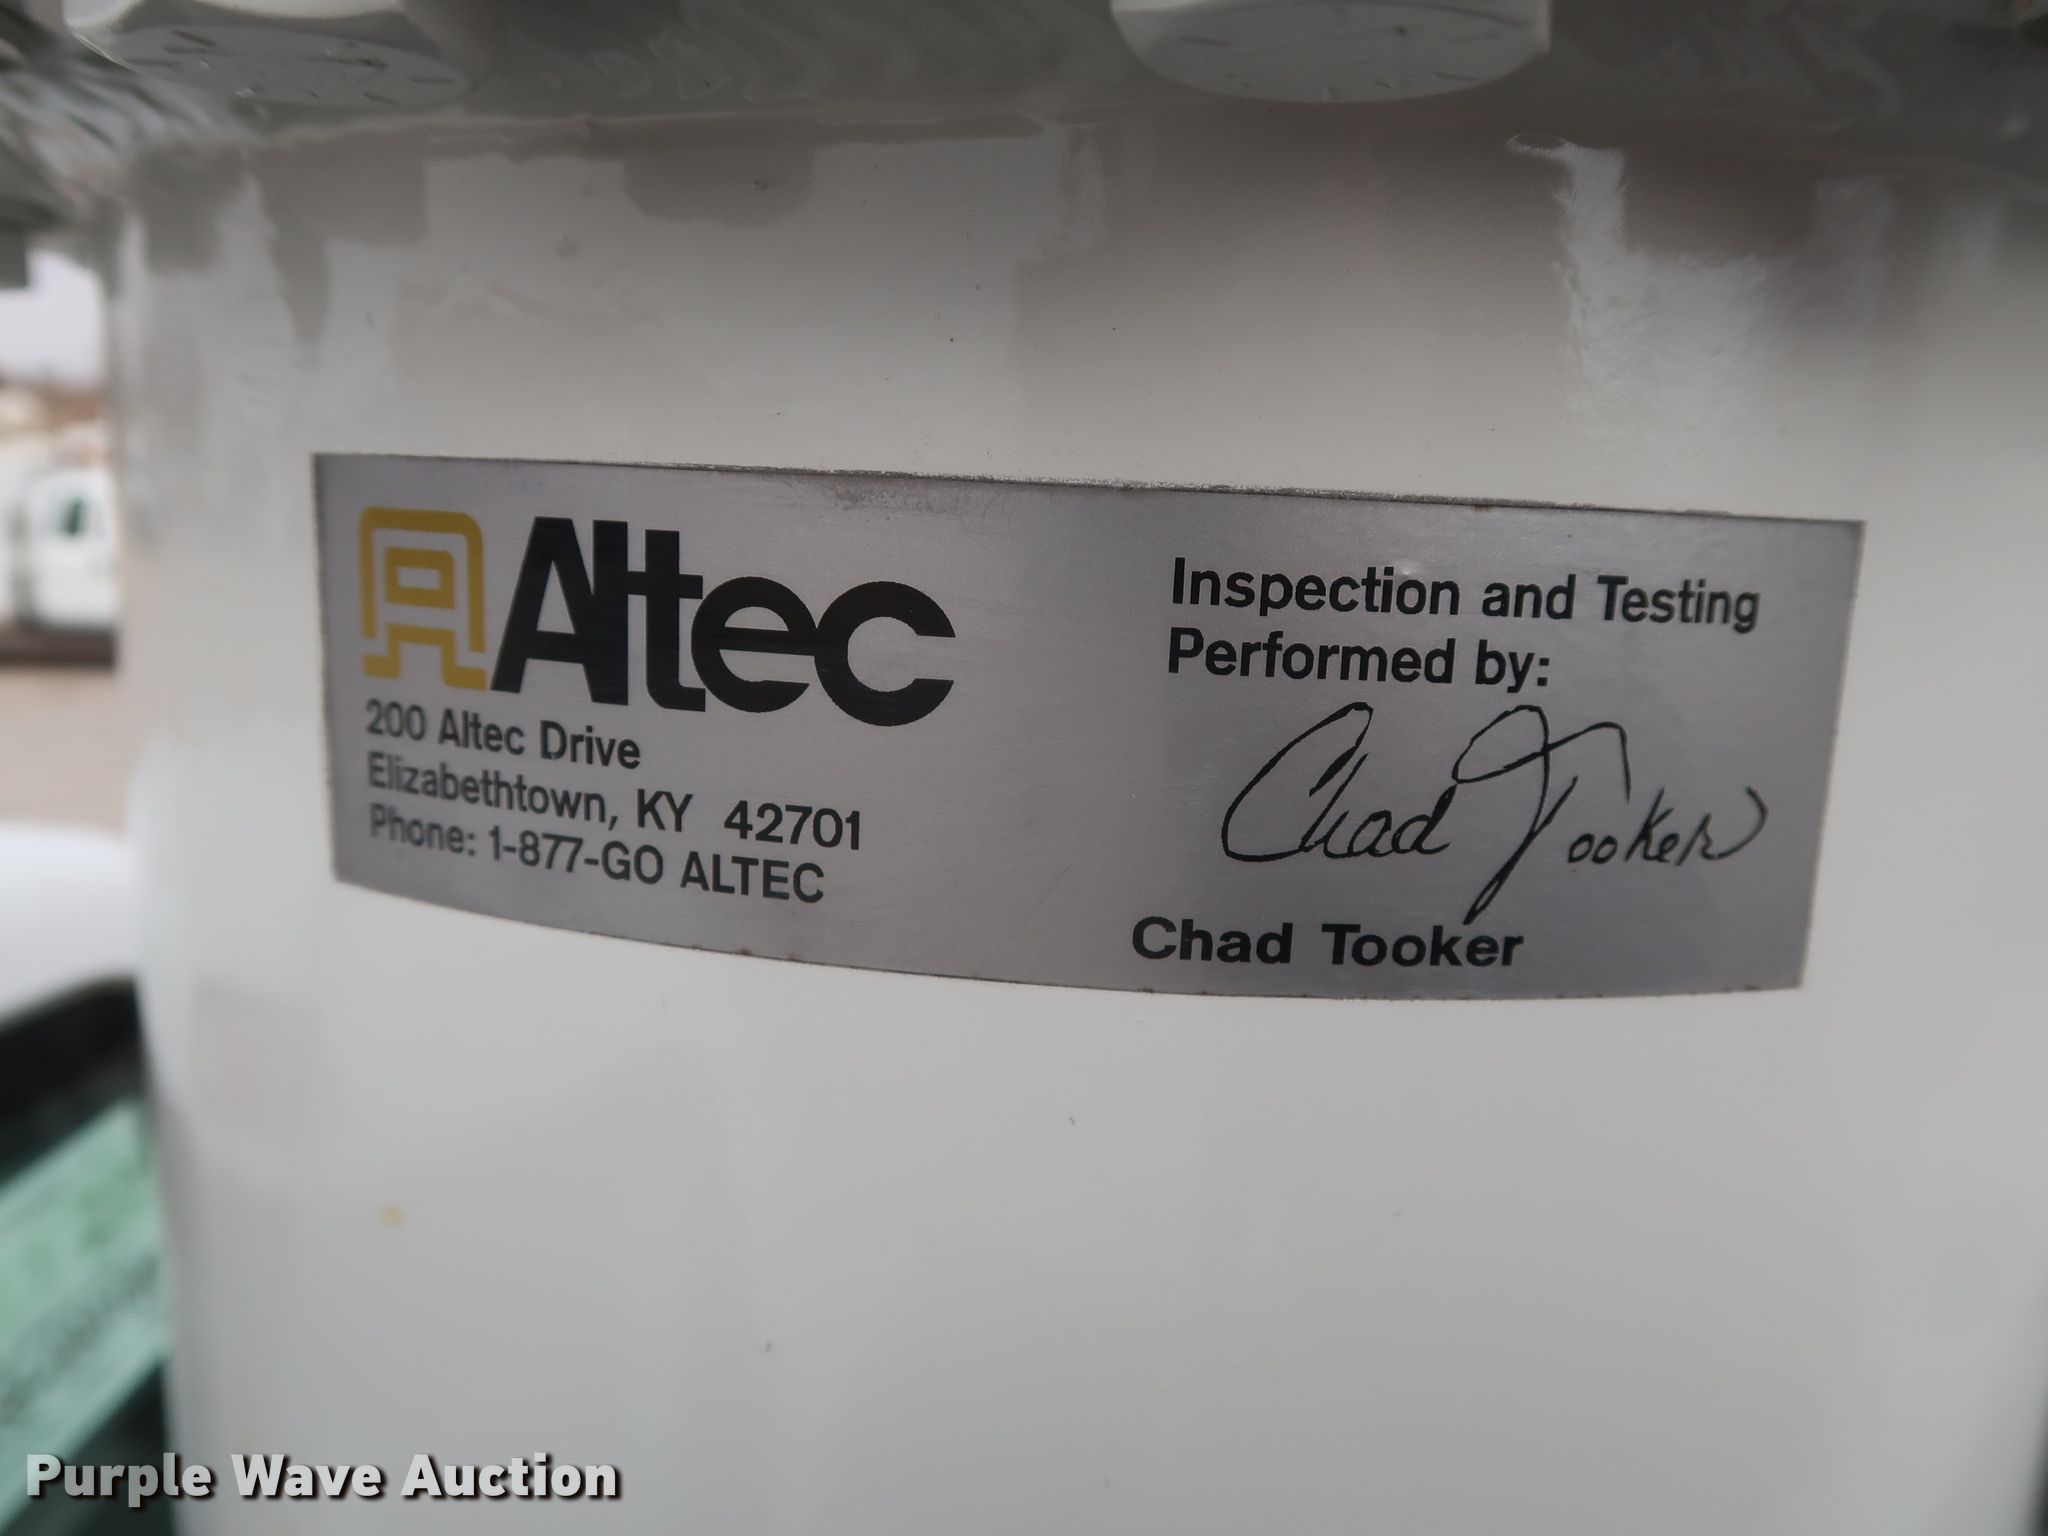 Altec
200 Altec Drive
Elizabethtown, KY 42701
Phone: 1-877-GO ALTEC
Inspection and Testing
Performed by:
Chad Tooker
Chad Tooker
Purple Wave Auction